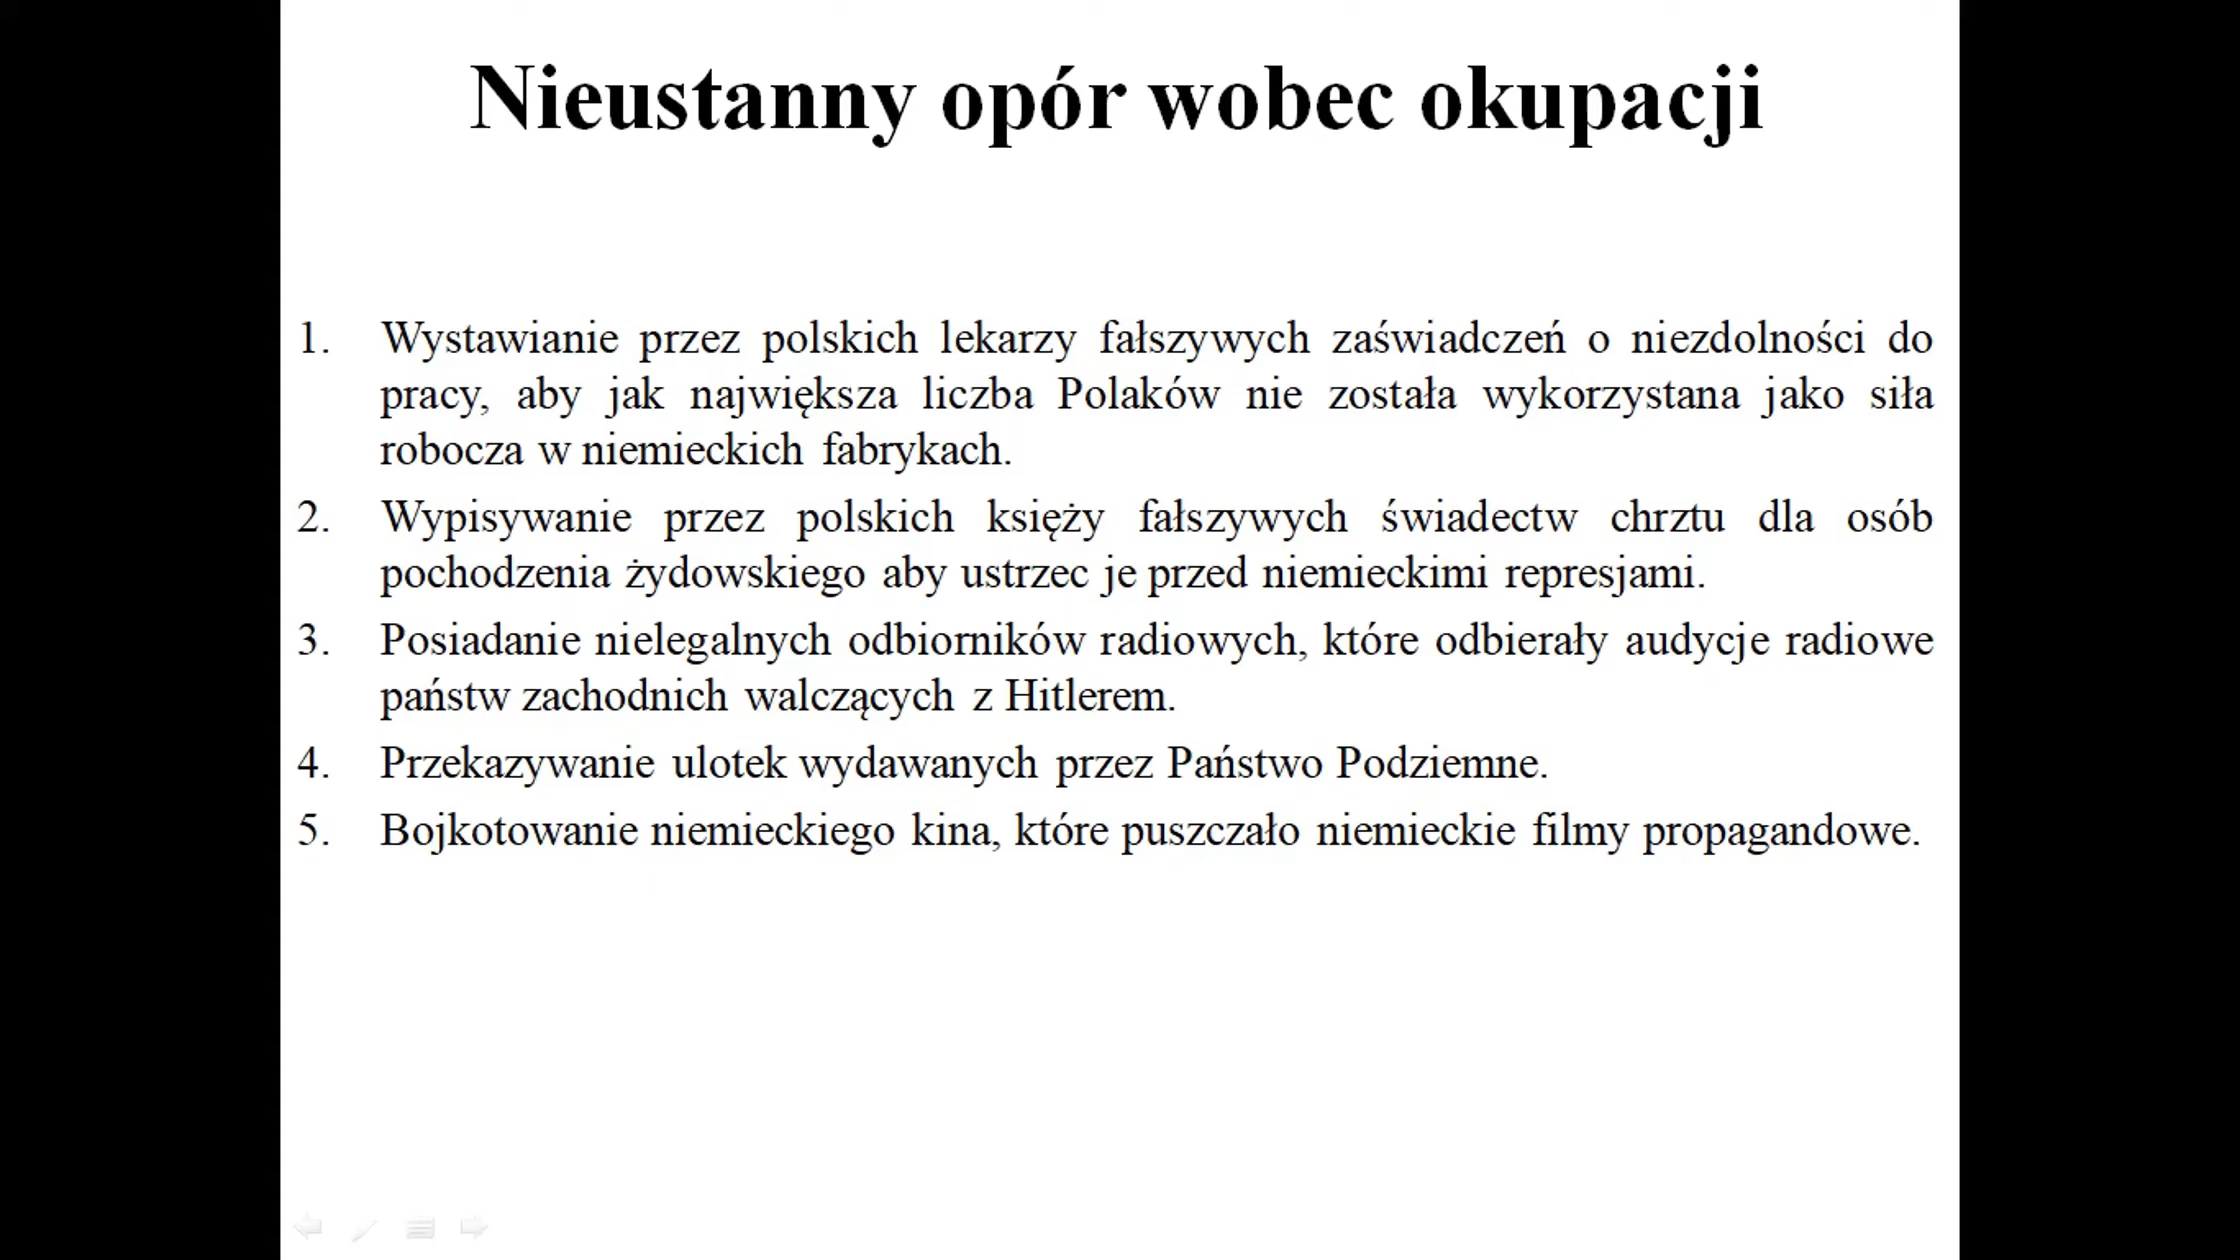 Nieustanny opór wobec okupacji
1. Wystawianie przez polskich lekarzy fałszywych zaświadczeń o niezdolności do
pracy, aby jak największa liczba Polaków nie została wykorzystana jako siła
robocza w niemieckich fabrykach.
2. Wypisywanie przez polskich księży fałszywych świadectw chrztu dla osób
pochodzenia żydowskiego aby ustrzec je przed niemieckimi represjami.
3. Posiadanie nielegalnych odbiorników radiowych, które odbierały audycje radiowe
państw zachodnich walczących z Hitlerem.
4. Przekazywanie ulotek wydawanych przez Państwo Podziemne.
5. Bojkotowanie niemieckiego kina, które puszczało niemieckie filmy propagandowe.